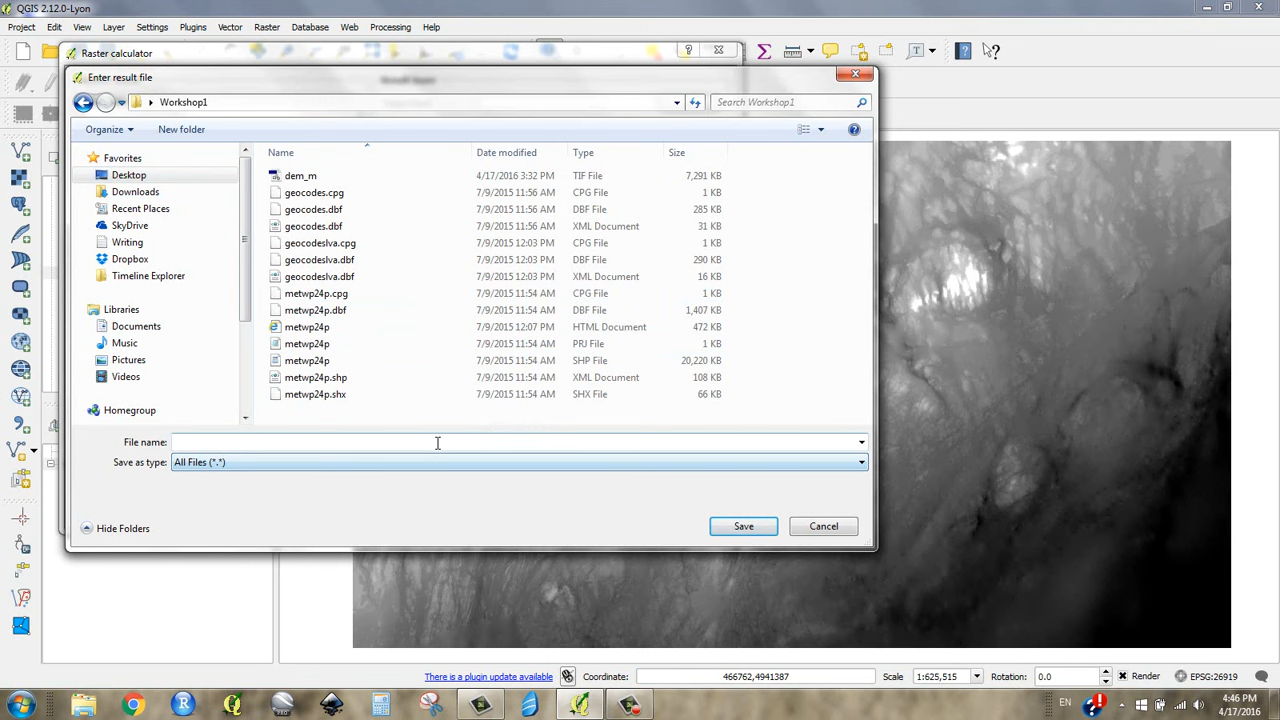 QGIS 2.12.0-Lyon
Project Edit View Layer Settings Plugins Vector Raster Database Web Processing Help
Raster calculator
Enter result file
Workshop1
Search Workshop1
Organize New folder
Name Date modified Type Size
Favorites
Desktop
Downloads
Recent Places
SkyDrive
Writing
Dropbox
Timeline Explorer
Libraries
Documents
Music
Pictures
Videos
Homegroup
dem_m 4/17/2016 3:32 PM TIF File 7,291 KB
geocodes.cpg 7/9/2015 11:56 AM CPG File 1 KB
geocodes.dbf 7/9/2015 11:56 AM DBF File 285 KB
geocodes.dbf 7/9/2015 11:56 AM XML Document 31 KB
geocodeslva.cpg 7/9/2015 12:03 PM CPG File 1 KB
geocodeslva.dbf 7/9/2015 12:03 PM DBF File 290 KB
geocodeslva.dbf 7/9/2015 12:03 PM XML Document 16 KB
metwp24p.cpg 7/9/2015 11:54 AM CPG File 1 KB
metwp24p.dbf 7/9/2015 11:54 AM DBF File 1,407 KB
metwp24p 7/9/2015 12:07 PM HTML Document 472 KB
metwp24p 7/9/2015 11:54 AM PRJ File 1 KB
metwp24p 7/9/2015 11:54 AM SHP File 20,220 KB
metwp24p.shp 7/9/2015 11:54 AM XML Document 108 KB
metwp24p.shx 7/9/2015 11:54 AM SHX File 66 KB
File name:
Save as type: All Files (*.*)
Hide Folders Save Cancel
There is a plugin update available Coordinate: 466762,4941387 Scale 1:625,515 Rotation: 0.0 Render EPSG:26919
EN 4:46 PM
4/17/2016